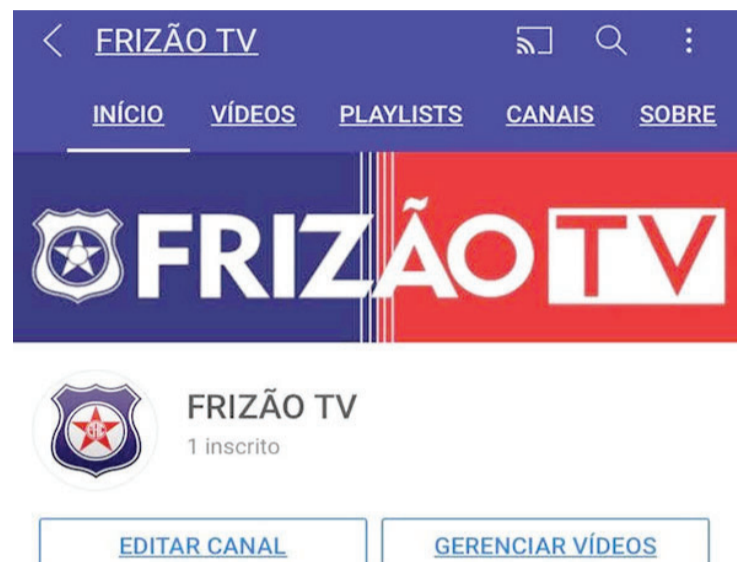 FRIZÃO TV
INÍCIO VÍDEOS PLAYLISTS CANAIS SOBRE
FRIZÃO TV
FRIZÃO TV
1 inscrito
EDITAR CANAL GERENCIAR VÍDEOS